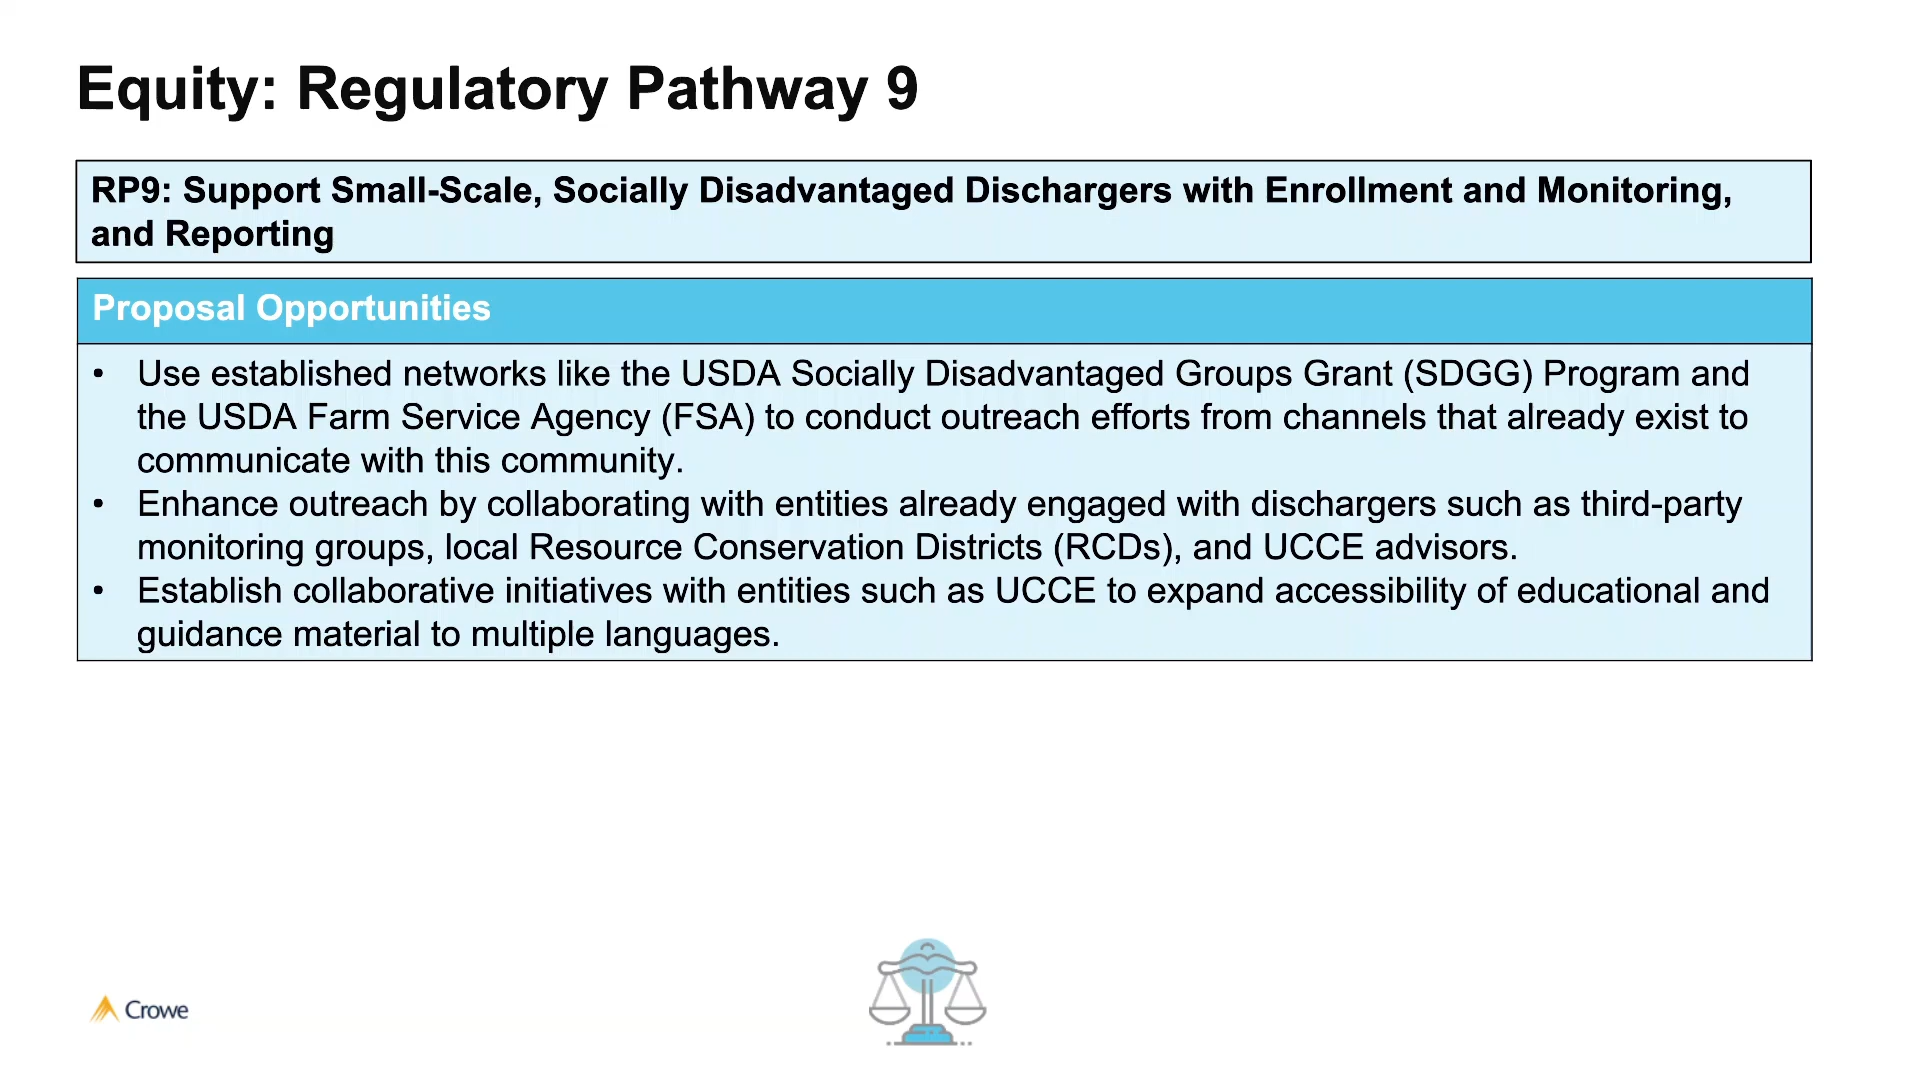 Equity: Regulatory Pathway 9
RP9: Support Small-Scale, Socially Disadvantaged Dischargers with Enrollment and Monitoring,
and Reporting
Proposal Opportunities
• Use established networks like the USDA Socially Disadvantaged Groups Grant (SDGG) Program and
the USDA Farm Service Agency (FSA) to conduct outreach efforts from channels that already exist to
communicate with this community.
• Enhance outreach by collaborating with entities already engaged with dischargers such as third-party
monitoring groups, local Resource Conservation Districts (RCDs), and UCCE advisors.
• Establish collaborative initiatives with entities such as UCCE to expand accessibility of educational and
guidance material to multiple languages.
Crowe